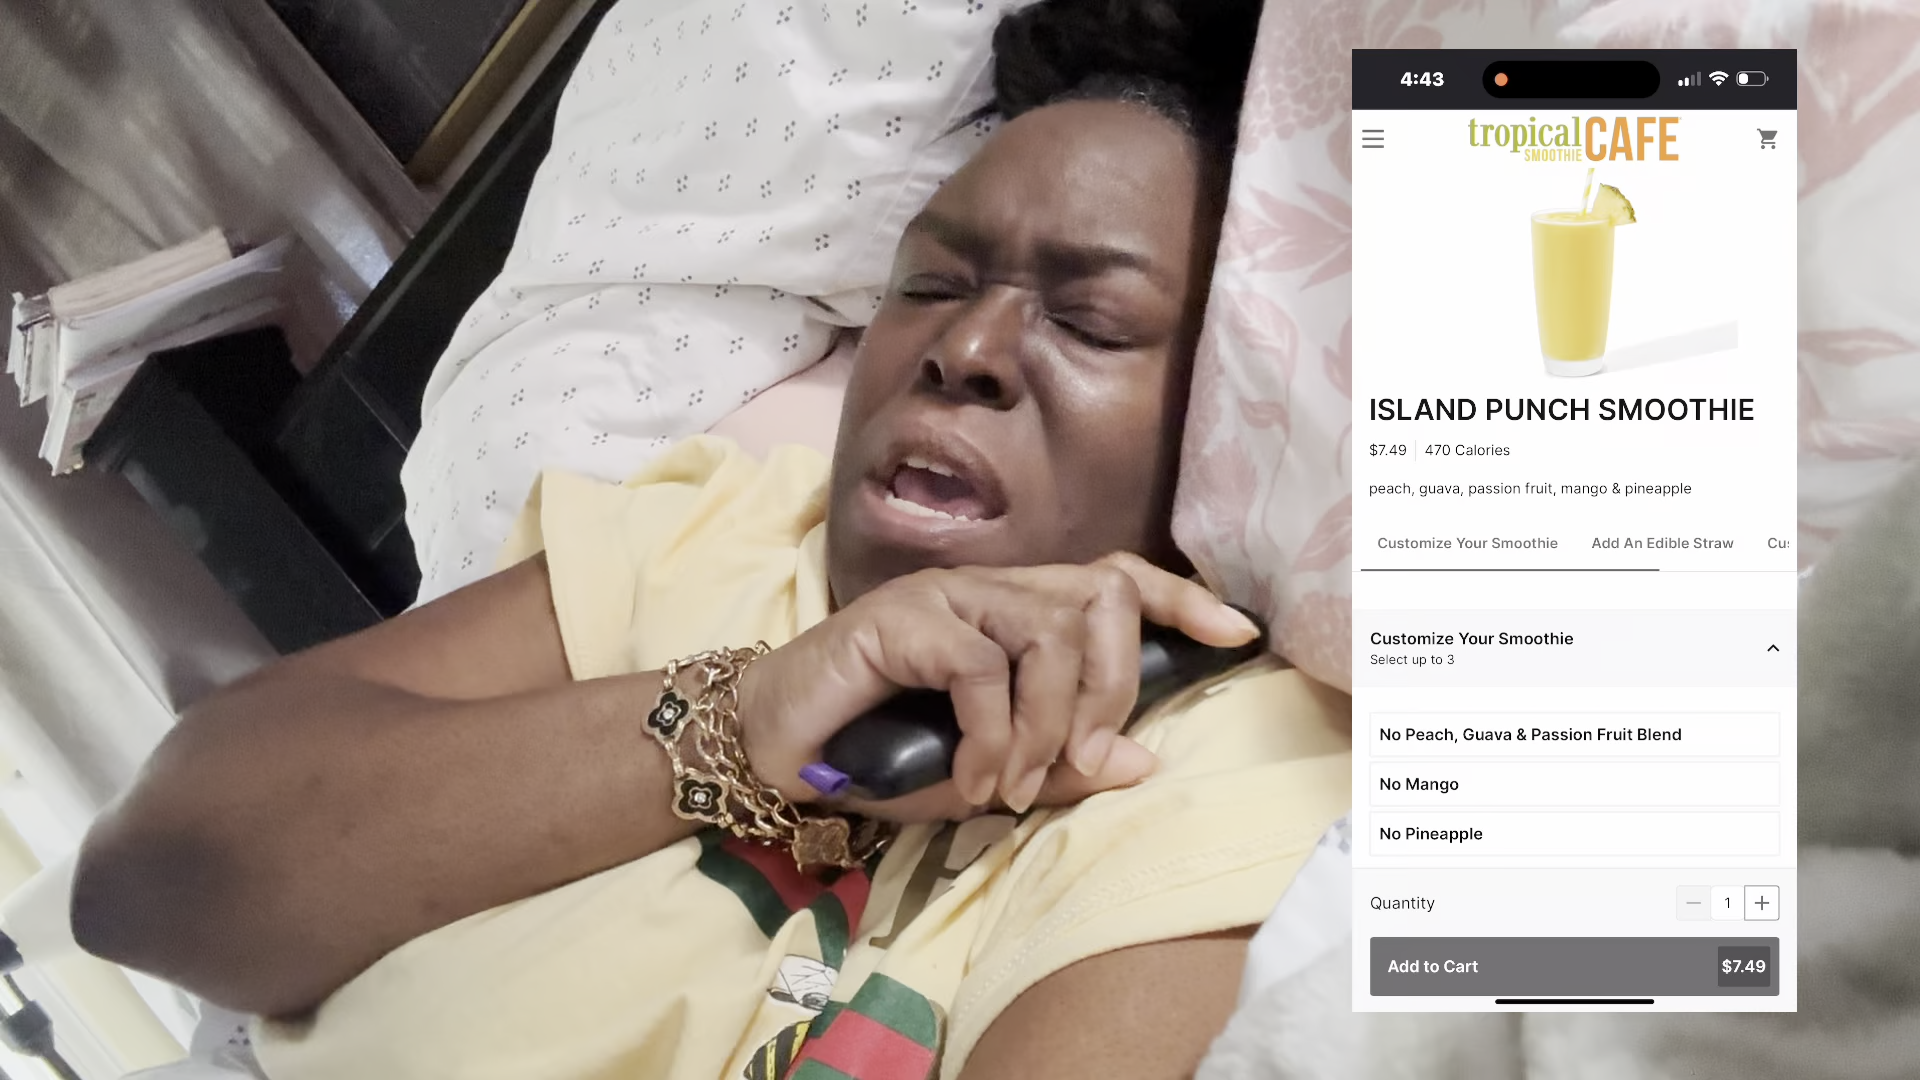 4:43
tropical
SMOOTHIE CAFE
ISLAND PUNCH SMOOTHIE
$7.49 | 470 Calories
peach, guava, passion fruit, mango & pineapple
Customize Your Smoothie Add An Edible Straw Cus
Customize Your Smoothie
Select up to 3
No Peach, Guava & Passion Fruit Blend
No Mango
No Pineapple
Quantity 1
Add to Cart $7.49